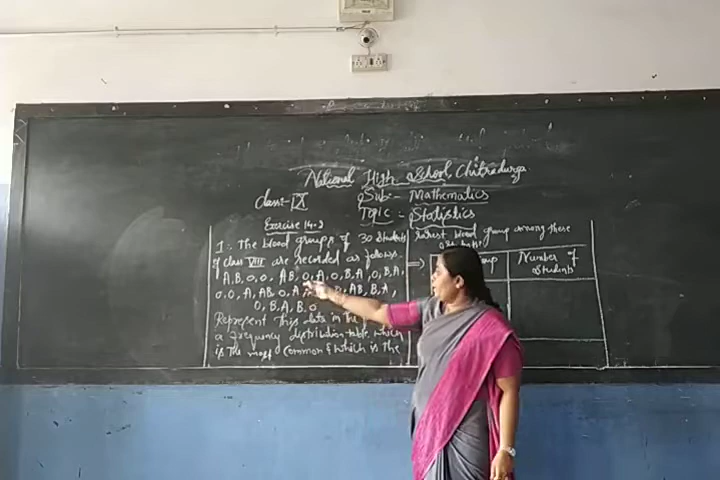 National High School, Chitradurga
Class:- IX Sub:- Mathematics
Topic :- Statistics
Exercise 14.2
1:- The blood groups of 30 students
of class VIII are recorded as follows.
A, B, O, O, AB, O, A, O, B, A, O, B, A,
O, O, A, AB, O, A, AB, B, A,
O, B, A, B, O
Represent this data in the
a frequency distribution table which
is the most common & which is the
rarest blood group among these
Number of
Students